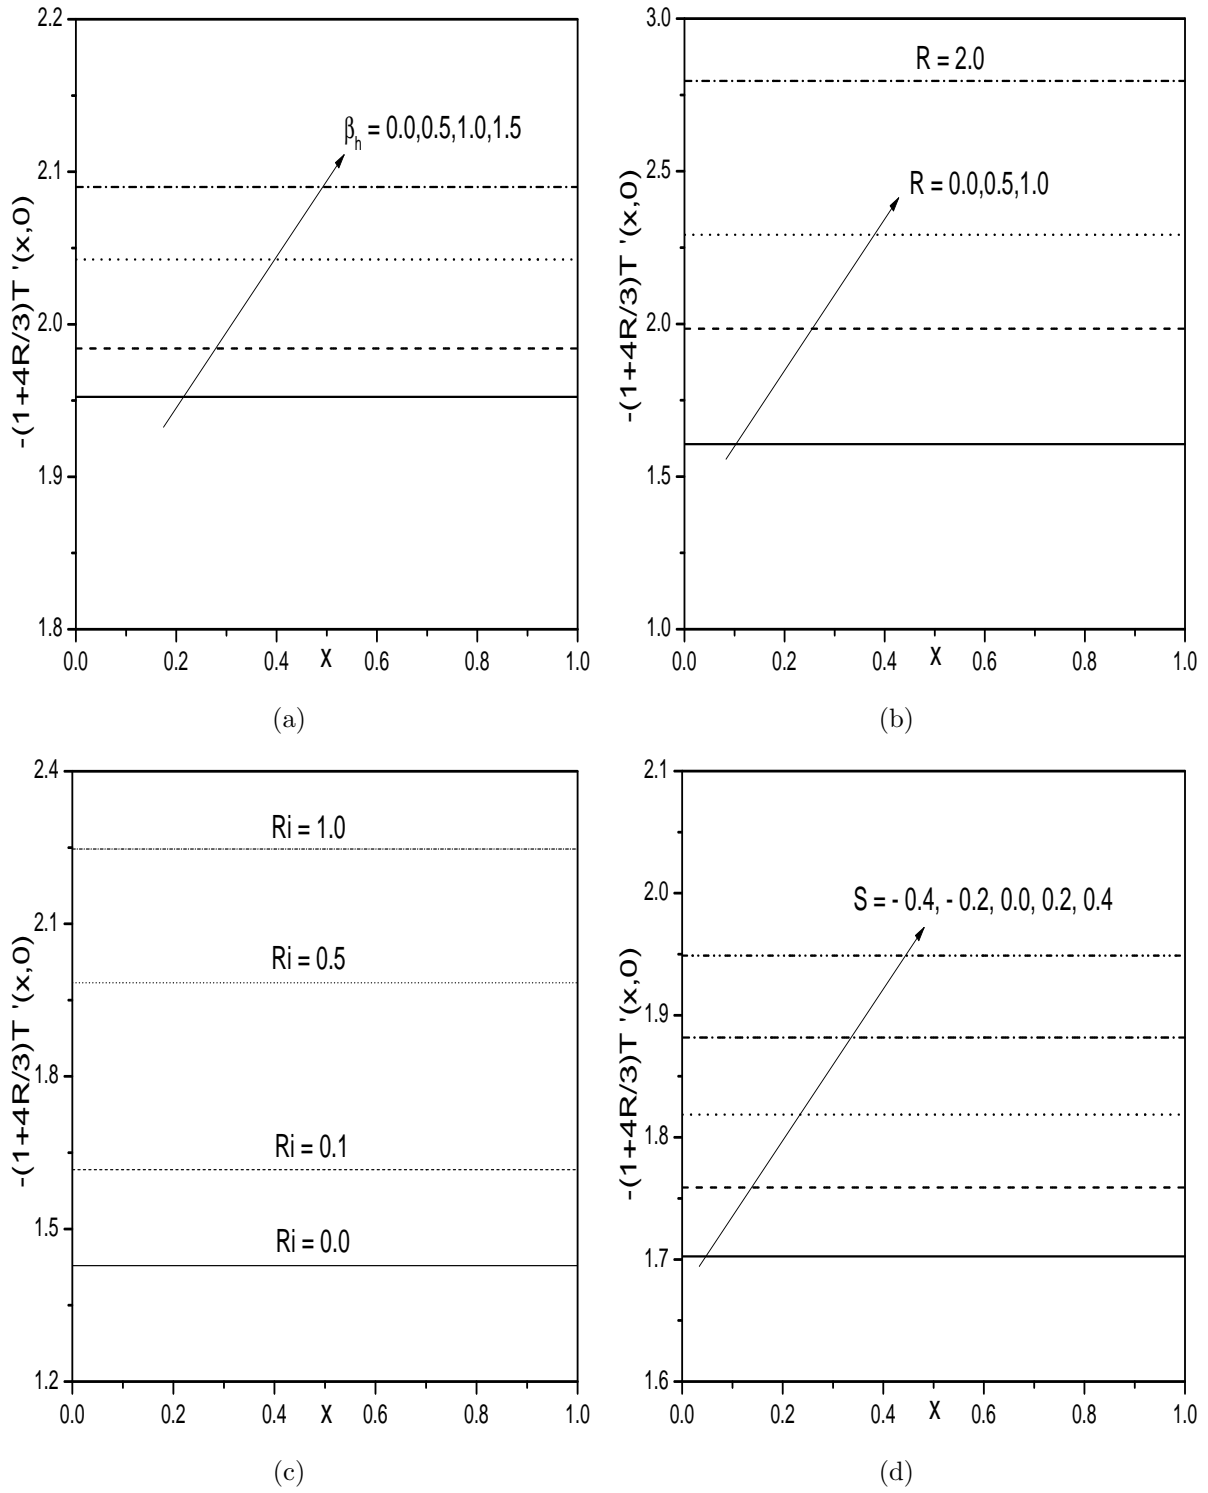 2.2
2.1
2.0
1.9
1.8
-(1+4R/3)T '(x,0)
βh = 0.0,0.5,1.0,1.5
0.0 0.2 0.4 0.6 0.8 1.0
x
(a)
3.0
2.5
2.0
1.5
1.0
-(1+4R/3)T '(x,0)
R = 2.0
R = 0.0,0.5,1.0
0.0 0.2 0.4 0.6 0.8 1.0
x
(b)
2.4
2.1
1.8
1.5
1.2
-(1+4R/3)T '(x,0)
Ri = 1.0
Ri = 0.5
Ri = 0.1
Ri = 0.0
0.0 0.2 0.4 0.6 0.8 1.0
x
(c)
2.1
2.0
1.9
1.8
1.7
1.6
-(1+4R/3)T '(x,0)
S = - 0.4, - 0.2, 0.0, 0.2, 0.4
0.0 0.2 0.4 0.6 0.8 1.0
x
(d)